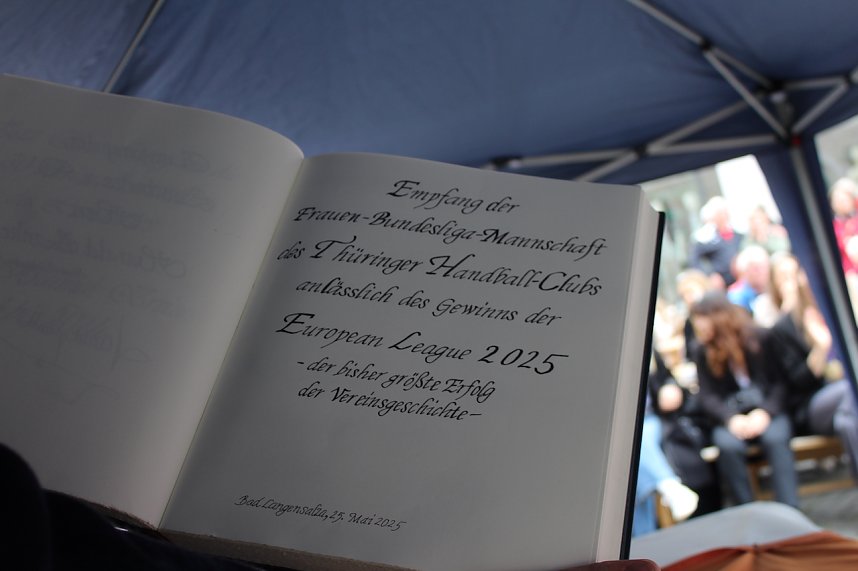 Empfang der
Frauen-Bundesliga-Mannschaft
des Thüringer Handball-Clubs
anlässlich des Gewinns der
European League 2025
- der bisher größte Erfolg
der Vereinsgeschichte -
Bad Langensalza, 25. Mai 2025